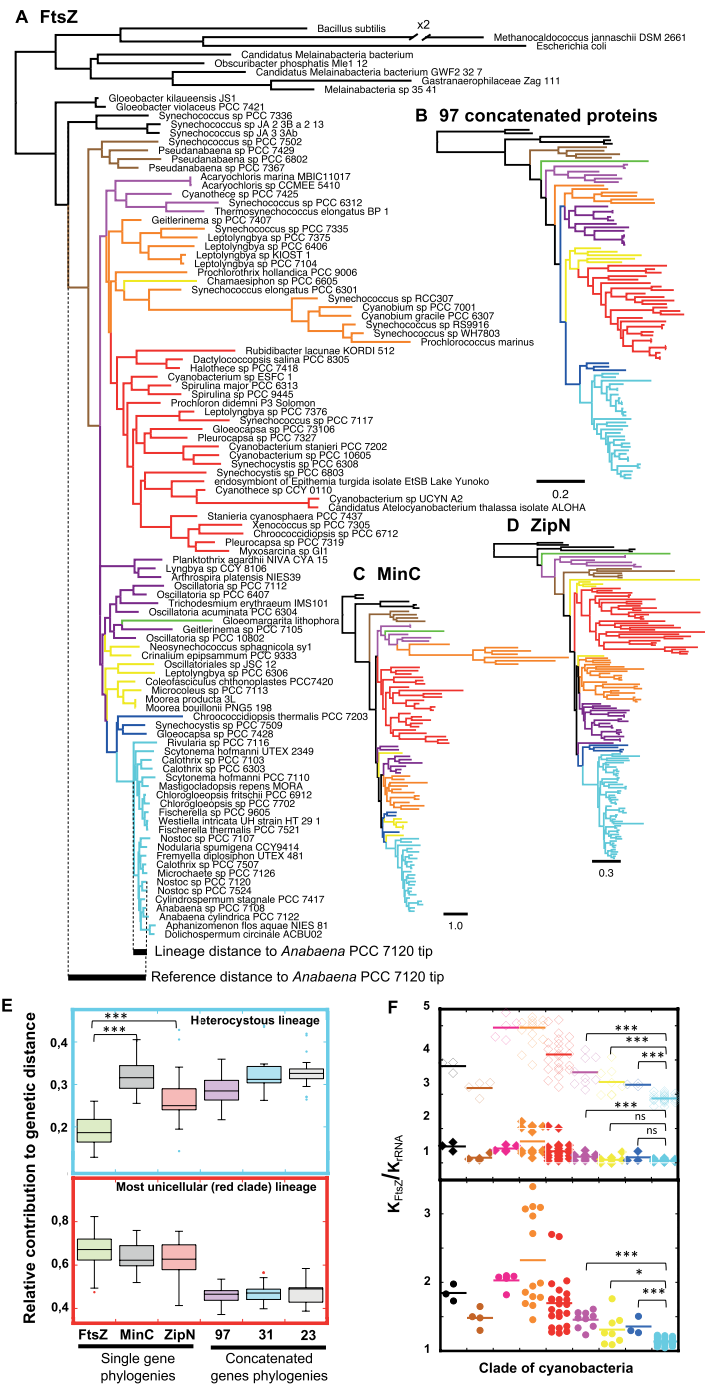 A FtsZ
Bacillus subtilis
x2
Methanocaldococcus jannaschii DSM 2661
Escherichia coli
Candidatus Melainabacteria bacterium
Obscuribacter phosphatis Mle1 12
Candidatus Melainabacteria bacterium GWF2 32 7
Gastranaerophilaceae Zag 111
Melainabacteria sp 35 41
Gloeobacter kilaueensis JS1
Gloeobacter violaceus PCC 7421
Synechococcus sp PCC 7336
Synechococcus sp JA 2 3B a 2 13
Synechococcus sp JA 3 3Ab
Synechococcus sp PCC 7502
Pseudanabaena sp PCC 7429
Pseudanabaena sp PCC 6802
Pseudanabaena sp PCC 7367
Acaryochloris marina MBIC11017
Acaryochloris sp CCMEE 5410
Cyanothece sp PCC 7425
Synechococcus sp PCC 6312
Thermosynechococcus elongatus BP 1
Geitlerinema sp PCC 7407
Synechococcus sp PCC 7335
Leptolyngbya sp PCC 7375
Leptolyngbya sp PCC 6406
Leptolyngbya sp KIOST 1
Leptolyngbya sp PCC 7104
Prochlorothrix hollandica PCC 9006
Chamaesiphon sp PCC 6605
Synechococcus elongatus PCC 6301
Synechococcus sp RCC307
Cyanobium sp PCC 7001
Cyanobium gracile PCC 6307
Synechococcus sp RS9916
Synechococcus sp WH7803
Prochlorococcus marinus
Rubidibacter lacunae KORDI 512
Dactylococcopsis salina PCC 8305
Halothece sp PCC 7418
Cyanobacterium sp ESFC 1
Spirulina major PCC 6313
Spirulina sp PCC 9445
Prochloron didemni P3 Solomon
Leptolyngbya sp PCC 7376
Synechococcus sp PCC 7117
Gloeocapsa sp PCC 73106
Pleurocapsa sp PCC 7327
Cyanobacterium stanieri PCC 7202
Cyanobacterium sp PCC 10605
Synechocystis sp PCC 6308
Synechocystis sp PCC 6803
endosymbiont of Epithemia turgida isolate EtSB Lake Yunoko
Cyanothece sp CCY 0110
Cyanobacterium sp UCYN A2
Candidatus Atelocyanobacterium thalassa isolate ALOHA
Stanieria cyanosphaera PCC 7437
Xenococcus sp PCC 7305
Chroococcidiopsis sp PCC 6712
Pleurocapsa sp PCC 7319
Myxosarcina sp GI1
Planktothrix agardhii NIVA CYA 15
Lyngbya sp CCY 8106
Arthrospira platensis NIES39
Oscillatoria sp PCC 7112
Oscillatoria sp PCC 6407
Trichodesmium erythraeum IMS101
Oscillatoria acuminata PCC 6304
Gloeomargarita lithophora
Geitlerinema sp PCC 7105
Oscillatoria sp PCC 10802
Neosynechococcus sphagnicola sy1
Crinalium epipsammum PCC 9333
Oscillatoriales sp JSC 12
Leptolyngbya sp PCC 6306
Coleofasciculus chthonoplastes PCC7420
Microcoleus sp PCC 7113
Moorea producta 3L
Moorea bouillonii PNG5 198
Chroococcidiopsis thermalis PCC 7203
Synechocystis sp PCC 7509
Gloeocapsa sp PCC 7428
Rivularia sp PCC 7116
Scytonema hofmanni UTEX 2349
Calothrix sp PCC 7103
Calothrix sp PCC 6303
Scytonema hofmanni PCC 7110
Mastigocladopsis repens MORA
Chlorogloeopsis fritschii PCC 6912
Chlorogloeopsis sp PCC 7702
Fischerella sp PCC 9605
Westiella intricata UH strain HT 29 1
Fischerella thermalis PCC 7521
Nostoc sp PCC 7107
Nodularia spumigena CCY9414
Fremyella diplosiphon UTEX 481
Calothrix sp PCC 7507
Microchaete sp PCC 7126
Nostoc sp PCC 7120
Nostoc sp PCC 7524
Cylindrospermum stagnale PCC 7417
Anabaena sp PCC 7108
Anabaena cylindrica PCC 7122
Aphanizomenon flos aquae NIES 81
Dolichospermum circinale ACBU02
Lineage distance to Anabaena PCC 7120 tip
Reference distance to Anabaena PCC 7120 tip
B 97 concatenated proteins
0.2
C MinC
1.0
D ZipN
0.3
E
Relative contribution to genetic distance
Heterocystous lineage
***
***
0,4
0,3
0,2
Most unicellular (red clade) lineage
0,8
0,6
0,4
FtsZ MinC ZipN 97 31 23
Single gene phylogenies
Concatenated genes phylogenies
F
KFtsZ/KrRNA
5
3
2
1
***
***
***
***
ns
ns
3
2
1
***
*
***
Clade of cyanobacteria